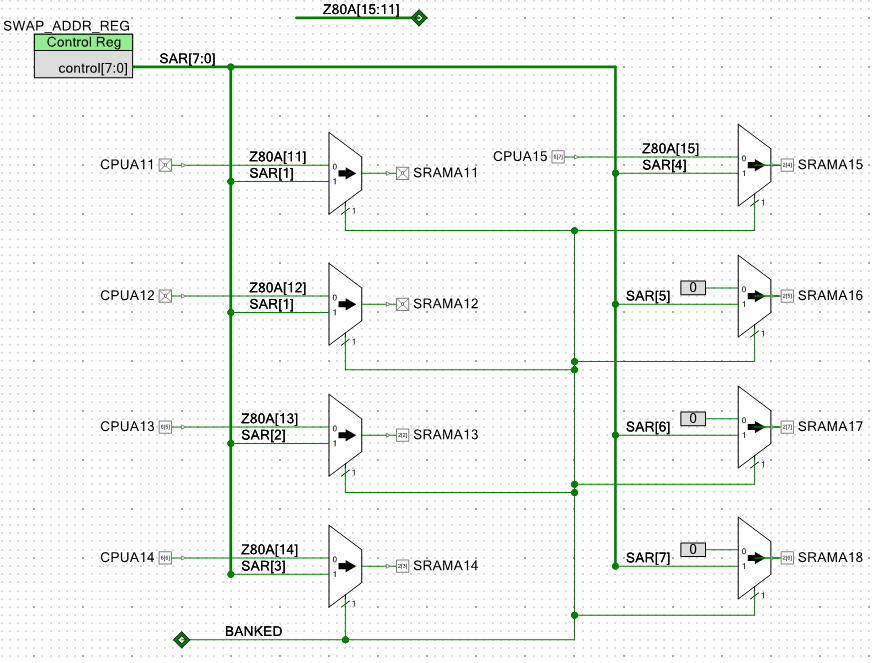 Z80A[15:11]
SWAP_ADDR_REG
Control Reg
control[7:0]
SAR[7:0]
CPUA11
Z80A[11]
SAR[1]
0
1
1
SRAMA11
CPUA15
Z80A[15]
SAR[4]
0
1
1
SRAMA15
CPUA12
Z80A[12]
SAR[1]
0
1
1
SRAMA12
0
SAR[5]
0
1
1
SRAMA16
CPUA13
Z80A[13]
SAR[2]
0
1
1
SRAMA13
0
SAR[6]
0
1
1
SRAMA17
CPUA14
Z80A[14]
SAR[3]
0
1
1
SRAMA14
0
SAR[7]
0
1
1
SRAMA18
BANKED